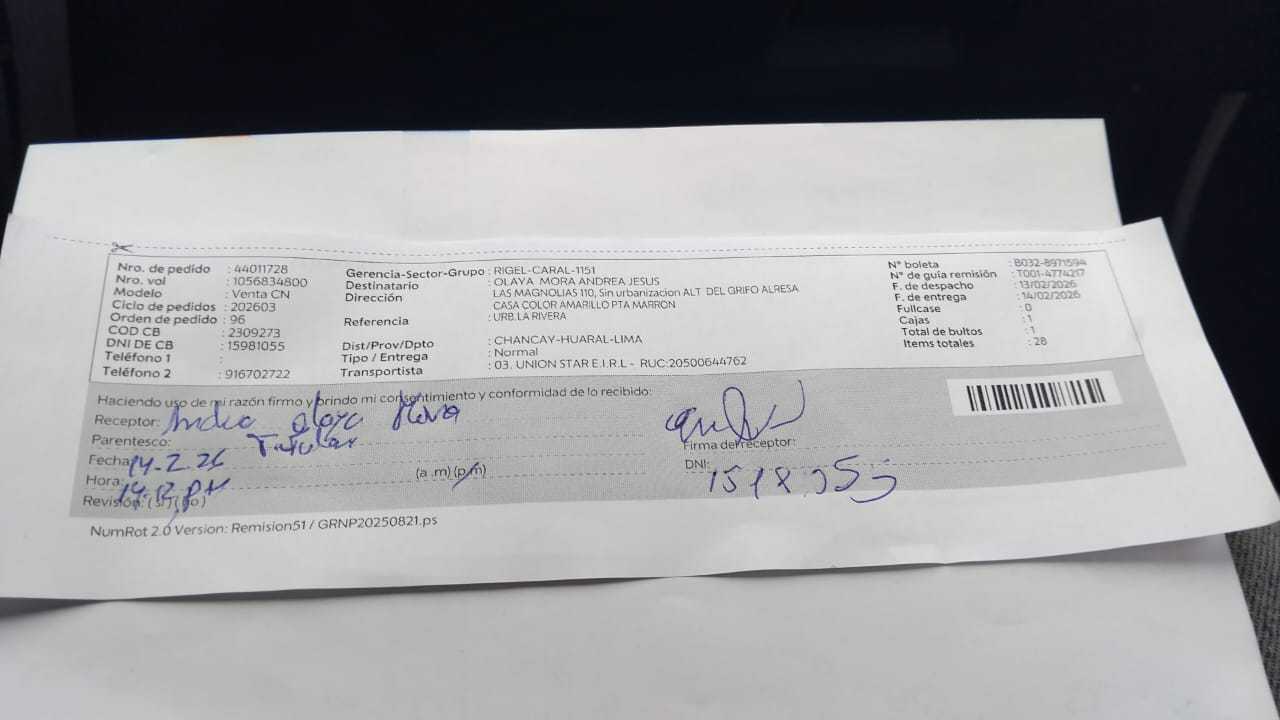 Nro. de pedido : 44011728
Nro. vol : 1056834800
Modelo : Venta CN
Ciclo de pedidos : 202603
Orden de pedido : 96
COD CB : 2309273
DNI DE CB : 15981055
Teléfono 1 :
Teléfono 2 : 916702722
Gerencia-Sector-Grupo : RIGEL-CARAL-1151
Destinatario : OLAYA MORA ANDREA JESUS
Dirección : LAS MAGNOLIAS 110, Sin urbanizacion ALT DEL GRIFO ALRESA
CASA COLOR AMARILLO PTA MARRON
Referencia : URB.LA RIVERA
Dist/Prov/Dpto : CHANCAY-HUARAL-LIMA
Tipo / Entrega : Normal
Transportista : 03. UNION STAR E.I.R.L - RUC:20500644762
N° boleta : B032-8971594
N° de guía remisión : T001-4774217
F. de despacho : 13/02/2026
F. de entrega : 14/02/2026
Fullcase : 0
Cajas : 1
Total de bultos : 1
Items totales : 28
Haciendo uso de mi razón firmo y brindo mi consentimiento y conformidad de lo recibido:
Receptor: Mora
Parentesco: Titular
Fecha: 14-2-26
Hora: (a.m) (p.m)
Revisión: (si) (no)
Firma del receptor:
DNI:
NumRot 2.0 Version: Remision51 / GRNP20250821.ps